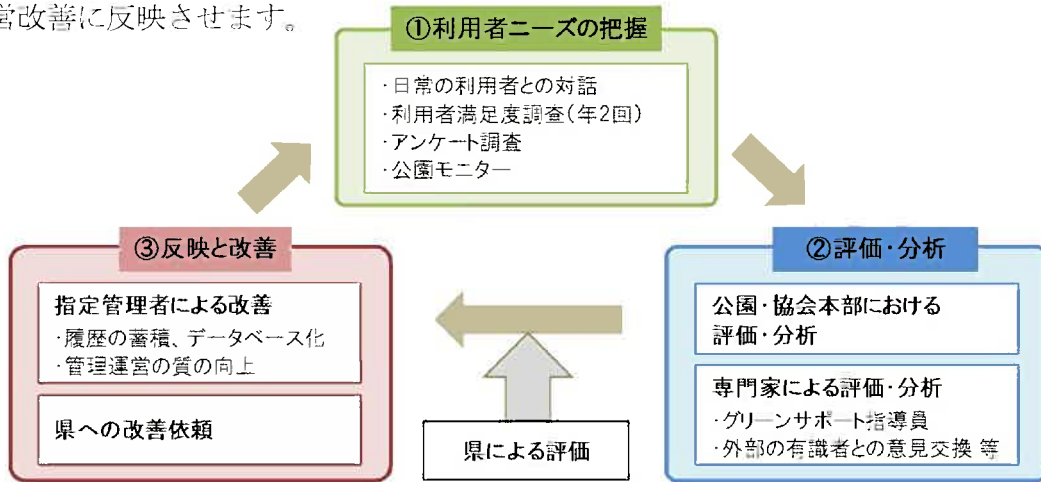 営改善に反映させます。
①利用者ニーズの把握
・日常の利用者との対話
・利用者満足度調査(年2回)
・アンケート調査
・公園モニター
③反映と改善
指定管理者による改善
・履歴の蓄積、データベース化
・管理運営の質の向上
県への改善依頼
②評価・分析
公園・協会本部における
評価・分析
専門家による評価・分析
・グリーンサポート指導員
・外部の有識者との意見交換 等
県による評価